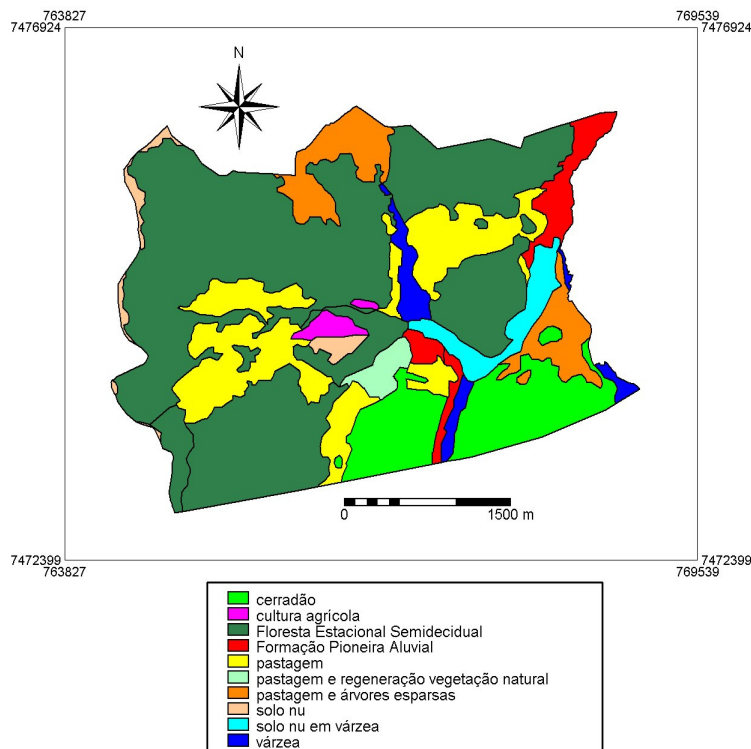 763827 769539
7476924 7476924
N
0 1500 m
7472399 7472399
763827 769539
cerradão
cultura agrícola
Floresta Estacional Semidecidual
Formação Pioneira Aluvial
pastagem
pastagem e regeneração vegetação natural
pastagem e árvores esparsas
solo nu
solo nu em várzea
várzea